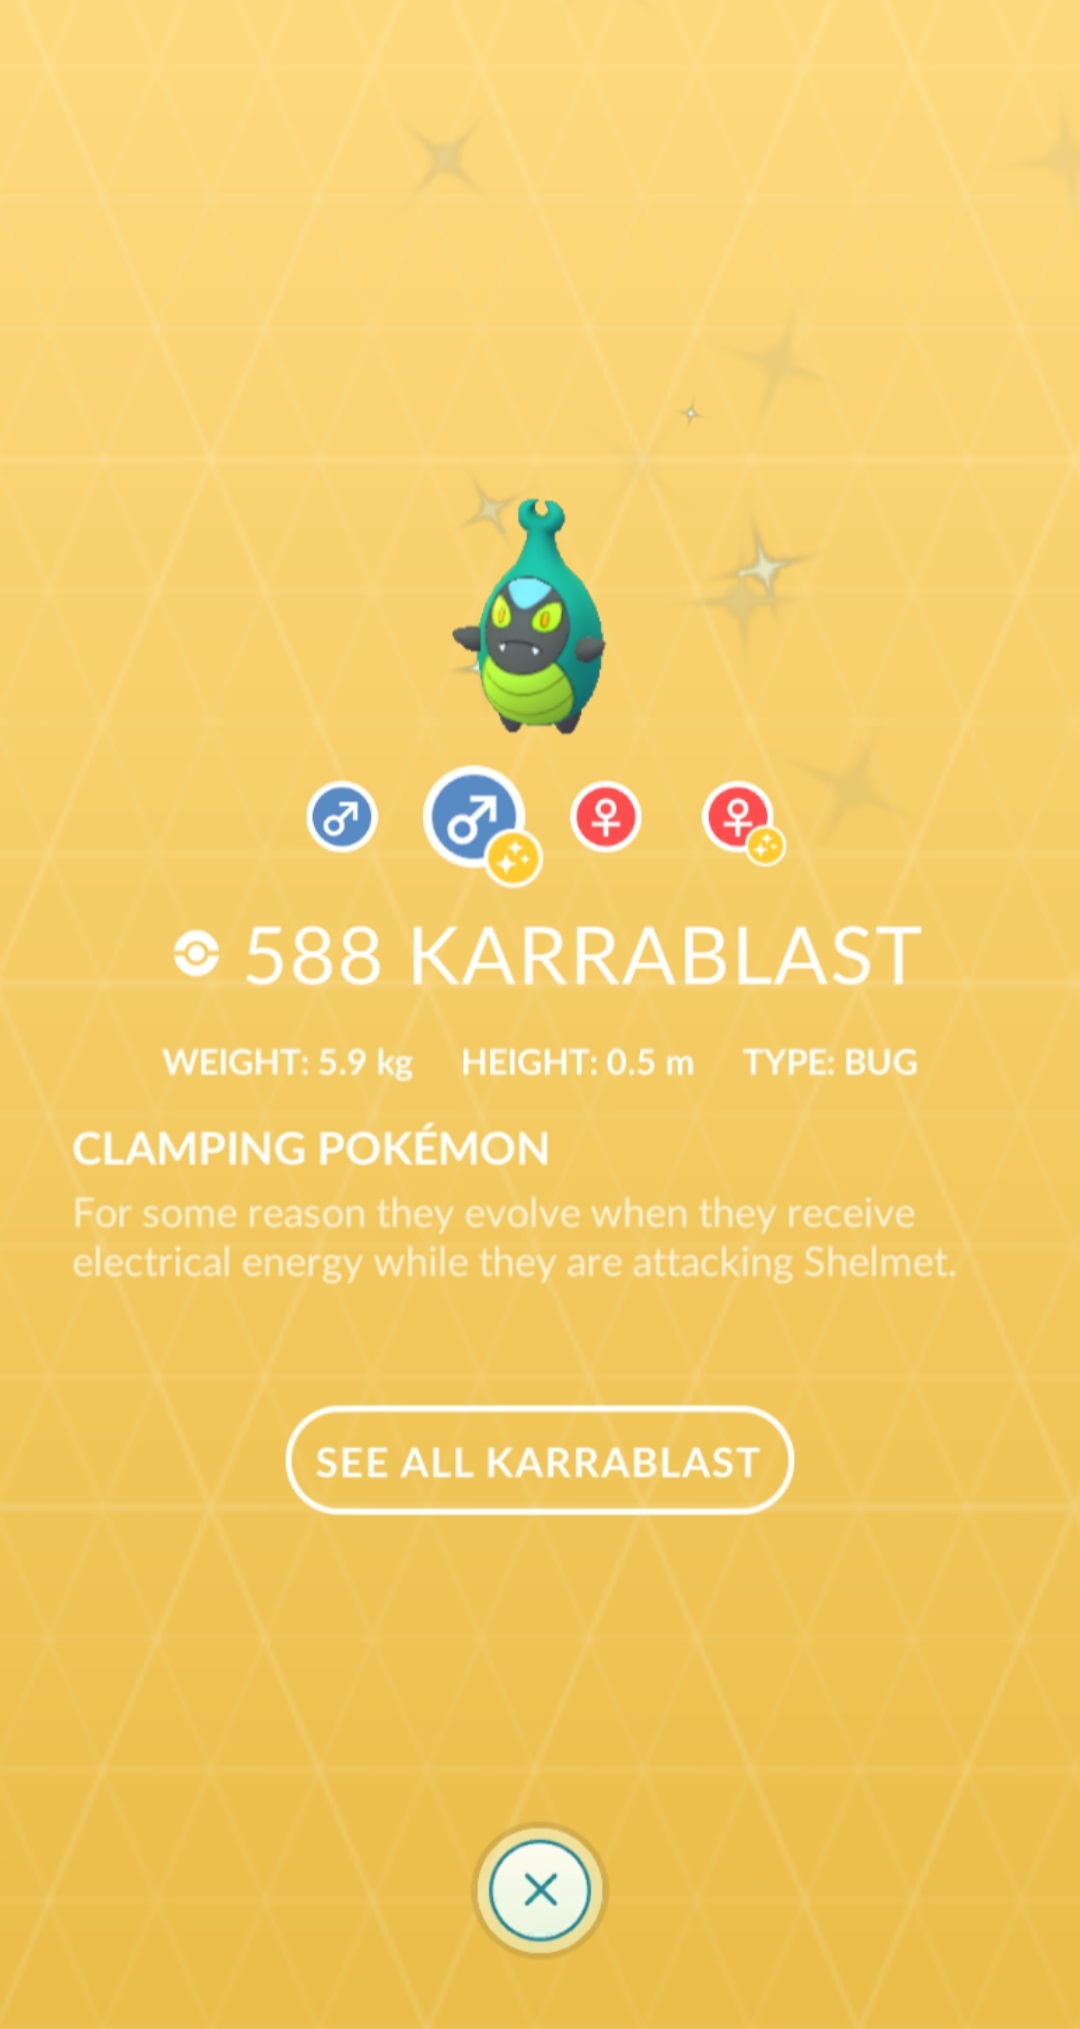 588 KARRABLAST
WEIGHT: 5.9 kg HEIGHT: 0.5 m TYPE: BUG
CLAMPING POKÉMON
For some reason they evolve when they receive
electrical energy while they are attacking Shelmet.
SEE ALL KARRABLAST